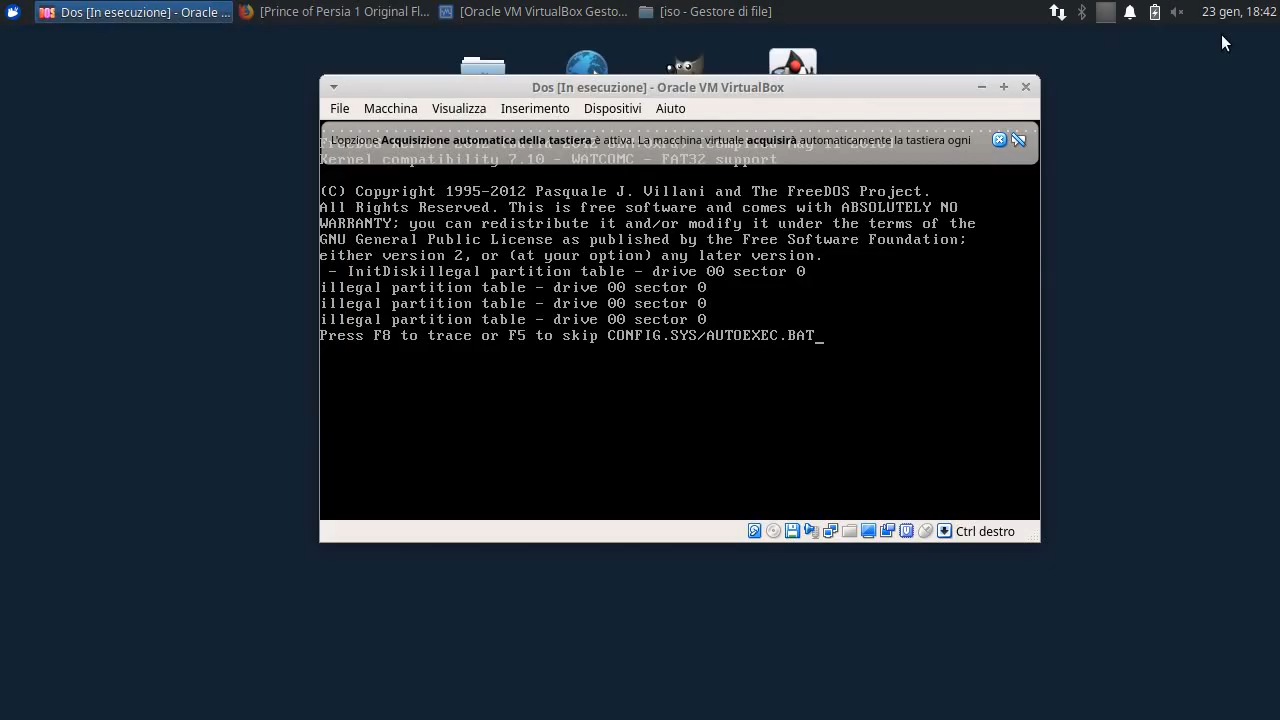 Dos [In esecuzione] - Oracle ...
[Prince of Persia 1 Original Fl...
[Oracle VM VirtualBox Gesto...
[iso - Gestore di file]
23 gen, 18:42
Dos [In esecuzione] - Oracle VM VirtualBox
File Macchina Visualizza Inserimento Dispositivi Aiuto
L'opzione Acquisizione automatica della tastiera è attiva. La macchina virtuale acquisirà automaticamente la tastiera ogni
Kernel compatibility 7.10 - WATCOMC - FAT32 support
(C) Copyright 1995-2012 Pasquale J. Villani and The FreeDOS Project.
All Rights Reserved. This is free software and comes with ABSOLUTELY NO
WARRANTY; you can redistribute it and/or modify it under the terms of the
GNU General Public License as published by the Free Software Foundation;
either version 2, or (at your option) any later version.
- InitDiskillegal partition table - drive 00 sector 0
illegal partition table - drive 00 sector 0
illegal partition table - drive 00 sector 0
illegal partition table - drive 00 sector 0
Press F8 to trace or F5 to skip CONFIG.SYS/AUTOEXEC.BAT_
Ctrl destro